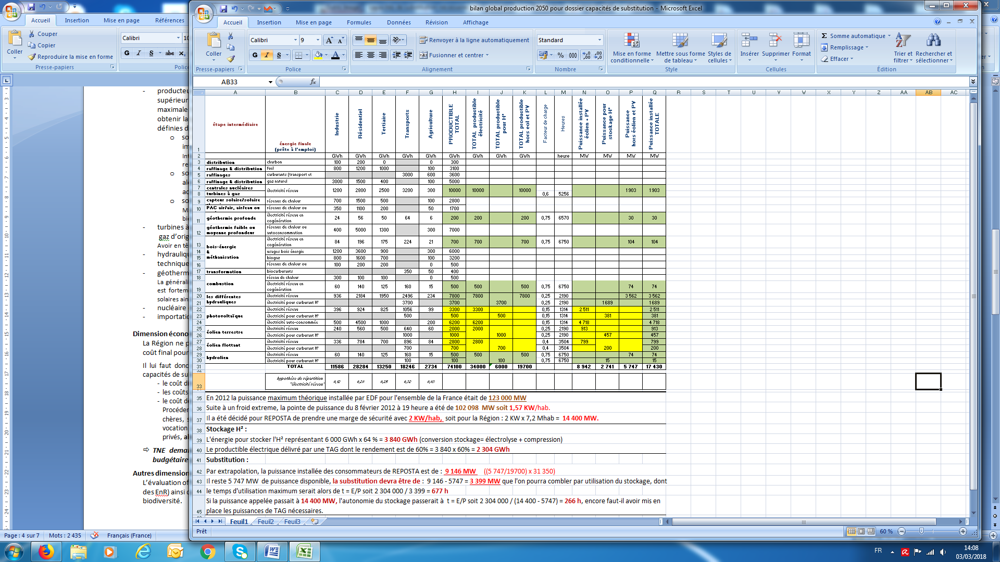 bilan global production 2050 pour dossier capacités de substitution - Microsoft Excel
Accueil Insertion Mise en page Références
Accueil Insertion Mise en page Formules Données Révision Affichage
Coller
Couper
Copier
Reproduire la mise en forme
Presse-papiers
Calibri
G I S abc
Coller
Presse-papiers
Calibri 9
G I S
Police
Renvoyer à la ligne automatiquement
Fusionner et centrer
Alignement
Standard
% 000
Nombre
Mise en forme conditionnelle
Mettre sous forme de tableau
Styles de cellules
Style
Insérer Supprimer Format
Cellules
Somme automatique
Remplissage
Effacer
Trier et filtrer
Rechercher et sélectionner
Édition
AB33 fx
A B C D E F G H I J K L M N O P Q R S T U V W X Y Z AA AB AC
1 étape intermédiaire énergie finale (prête à l'emploi) Industrie Résidentiel Tertiaire Transports Agriculture PRODUCTIBLE TOTAL TOTAL productible électricité TOTAL productible pour H² TOTAL productible hors eol et PV Facteur de charge Heures Puissance installée éolien + PV Puissance pour stockage H² Puissance hors éolien et PV Puissance installée TOTALE
2 GWh GWh GWh GWh GWh GWh GWh GWh GWh heure MW MW MW MW
3 distribution charbon 100 200 0 0 300
4 raffinage & distribution fuel 800 1200 1000 100 3100
5 raffinages carburants (transport et 3000 600 3600
6 raffinage & distribution gaz naturel 3000 1500 400 100 5000
7 centrales nucléaires électricité réseau 1200 2800 2500 3200 300 10000 10000 10000 0,6 5256 1 903 1 903
8 turbines à gaz
9 capteur solaire/solaire réseaux de chaleur 700 1500 500 100 2800
10 PAC air/air, air/eau ou réseaux de chaleur ou 350 1100 200 50 1700
11 géothermie profonde électricité réseau en cogénération 24 56 50 64 6 200 200 200 0,75 6570 30 30
12 géothermie faible ou moyenne profondeur réseaux de chaleur ou autoconsommation 400 5000 1300 300 7000
13 bois-énergie & méthanisation électricité réseau en cogénération 84 196 175 224 21 700 700 700 0,75 6750 104 104
14 usages bois énergie 1200 3600 900 300 6000
15 biogaz 800 1600 700 100 3200
16 réseaux de chaleur ou 100 200 200 0 500
17 transformation biocarburants 350 50 400
18 combustion réseau de chaleur 300 100 100 0 500
19 électricité réseau en cogénération 60 140 125 160 15 500 500 500 0,75 6750 74 74
20 les différentes hydrauliques électricité réseau 936 2184 1950 2496 234 7800 7800 7800 0,25 2190 3 562 3 562
21 électricité pour carburant H² 3700 3700 3700 0,25 2190 1 689 1 689
22 photovoltaïque électricité réseau 396 924 825 1056 99 3300 3300 0,15 1314 2 511 2 511
23 électricité pour carburant H² 500 500 500 0,15 1314 381 381
24 électricité auto-consommée 500 4500 1000 200 6200 6200 0,15 1314 4 718 4 718
25 éolien terrestre électricité réseau 240 560 500 640 60 2000 2000 0,25 2190 913 913
26 électricité pour carburant H² 1000 1000 1000 0,25 2190 457 457
27 éolien flottant électricité réseau 336 784 700 896 84 2800 2800 0,4 3504 799 799
28 électricité pour carburant H² 700 700 700 0,4 3504 200 200
29 hydrolien électricité réseau 60 140 125 160 15 500 500 500 0,75 6750 74 74
30 électricité pour carburant H² 100 100 100 0,75 6750 15 15
31 TOTAL 11586 28284 13250 18246 2734 74100 34000 6000 19700 8 942 2 741 5 747 17 430
33 hypothèse de répartition "électricité réseau" 0,12 0,28 0,25 0,32 0,03
35 En 2012 la puissance maximum théorique installée par EDF pour l'ensemble de la France était de 123 000 MW
36 Suite à un froid extreme, la pointe de puissance du 8 février 2012 à 19 heure a été de 102 098 MW soit 1,57 KW/hab.
37 Il a été décidé pour REPOSTA de prendre une marge de sécurité avec 2 KW/hab, soit pour la Région : 2 KW x 7,2 Mhab = 14 400 MW.
38 Stockage H² :
39 L'énergie pour stocker l'H² représentant 6 000 GWh x 64 % = 3 840 GWh (conversion stockage= électrolyse + compression)
40 Le productible électrique délivré par une TAG dont le rendement est de 60% = 3 840 x 60% = 2 304 GWh
41 Substitution :
42 Par extrapolation, la puissance installée des consommateurs de REPOSTA est de : 9 146 MW ((5 747/19700) x 31 350)
43 Il reste 5 747 MW de puissance disponible, la substitution devra être de : 9 146 - 5747 = 3 399 MW que l'on pourra combler par utilisation du stockage, dont
44 le temps d'utilisation maximum serait alors de t = E/P soit 2 304 000 / 3 399 = 677 h
Si la puissance appelée passait à 14 400 MW, l'autonomie du stockage passerait à t = E/P soit 2 304 000 / (14 400 - 5747) = 266 h, encore faut-il avoir mis en
45 place les puissances de TAG nécessaires.
Feuil1 Feuil2 Feuil3
Prêt 60 %
- producteu
supérieur
maximale
obtenir la
définies d
o so
im
Int
re
o so
ale
ad
o so
M
bi
- turbines à
gaz d'orig
Avoir en tê
- hydrauliqu
technique
- géotherm
La générali
est fortem
solaires ain
- nucléaire
- importatio
Dimension écono
La Région ne p
coût final pour
Il lui faut donc
capacités de su
- le coût di
- les coûts
- le coût de
Procéder
chères, s
vocation
privés, al
TNE demar
budgétaire
Autres dimension
L'évaluation of
des EnR) ainsi q
biodiversité.
Page : 4 sur 7 Mots : 2 435 Français (France)
FR 14:08
03/03/2018